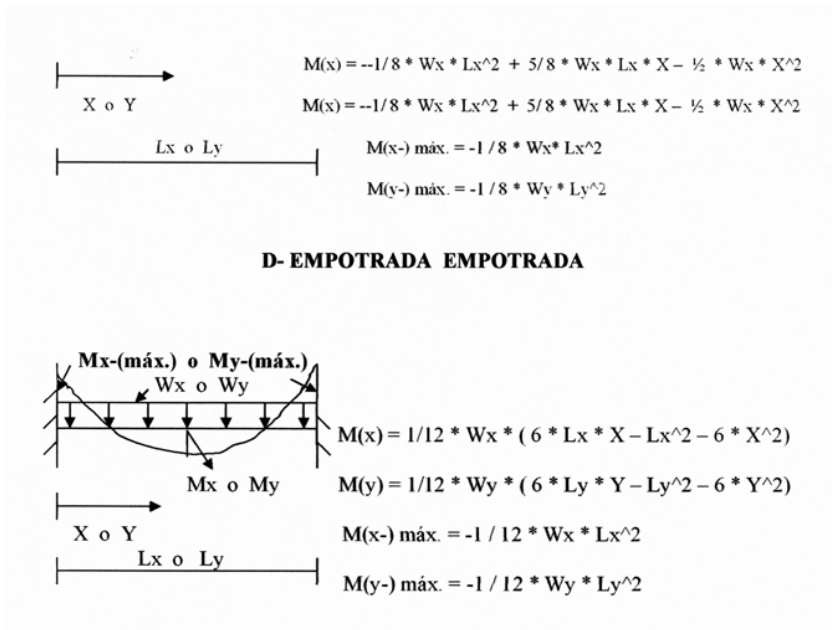 M(x) = --1/8 * Wx * Lx^2 + 5/8 * Wx * Lx * X – ½ * Wx * X^2
X o Y
M(x) = --1/8 * Wx * Lx^2 + 5/8 * Wx * Lx * X – ½ * Wx * X^2
Lx o Ly
M(x-) máx. = -1 / 8 * Wx* Lx^2
M(y-) máx. = -1 / 8 * Wy * Ly^2
D- EMPOTRADA EMPOTRADA
Mx-(máx.) o My-(máx.)
Wx o Wy
M(x) = 1/12 * Wx * ( 6 * Lx * X – Lx^2 – 6 * X^2)
Mx o My
M(y) = 1/12 * Wy * ( 6 * Ly * Y – Ly^2 – 6 * Y^2)
X o Y
M(x-) máx. = -1 / 12 * Wx * Lx^2
Lx o Ly
M(y-) máx. = -1 / 12 * Wy * Ly^2